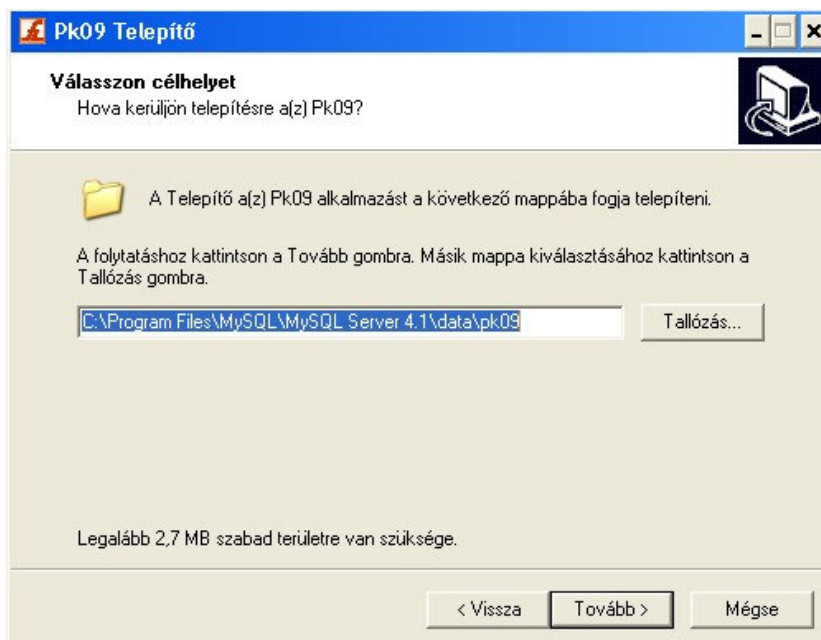 Pk09 Telepítő
Válasszon célhelyet
Hova kerüljön telepítésre a(z) Pk09?
A Telepítő a(z) Pk09 alkalmazást a következő mappába fogja telepíteni.
A folytatáshoz kattintson a Tovább gombra. Másik mappa kiválasztásához kattintson a
Tallózás gombra.
C:\Program Files\MySQL\MySQL Server 4.1\data\pk09
Tallózás...
Legalább 2,7 MB szabad területre van szüksége.
< Vissza
Tovább >
Mégse